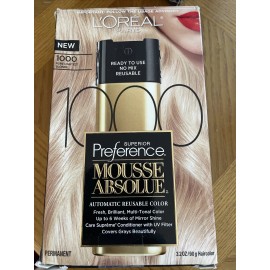 L'ORÉAL
NEW
1000
READY TO USE
NO MIX
REUSABLE
1000
SUPERIOR
Preference
MOUSSE
ABSOLUE
AUTOMATIC REUSABLE COLOR
Fresh, Brilliant, Multi-Tonal Color
Up to 6 Weeks of Mirror Shine
Care Suprême Conditioner with UV Filter
Covers Grays Beautifully
PERMANENT